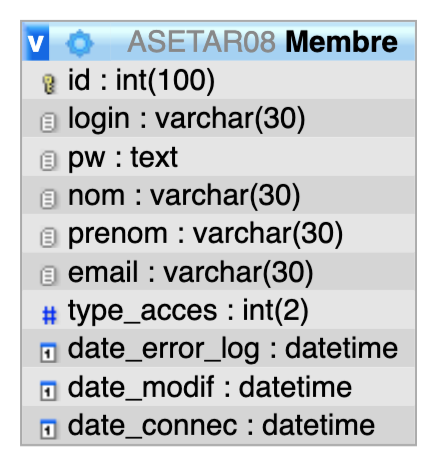 v ASETAR08 Membre
id : int(100)
login : varchar(30)
pw : text
nom : varchar(30)
prenom : varchar(30)
email : varchar(30)
# type_acces : int(2)
date_error_log : datetime
date_modif : datetime
date_connec : datetime